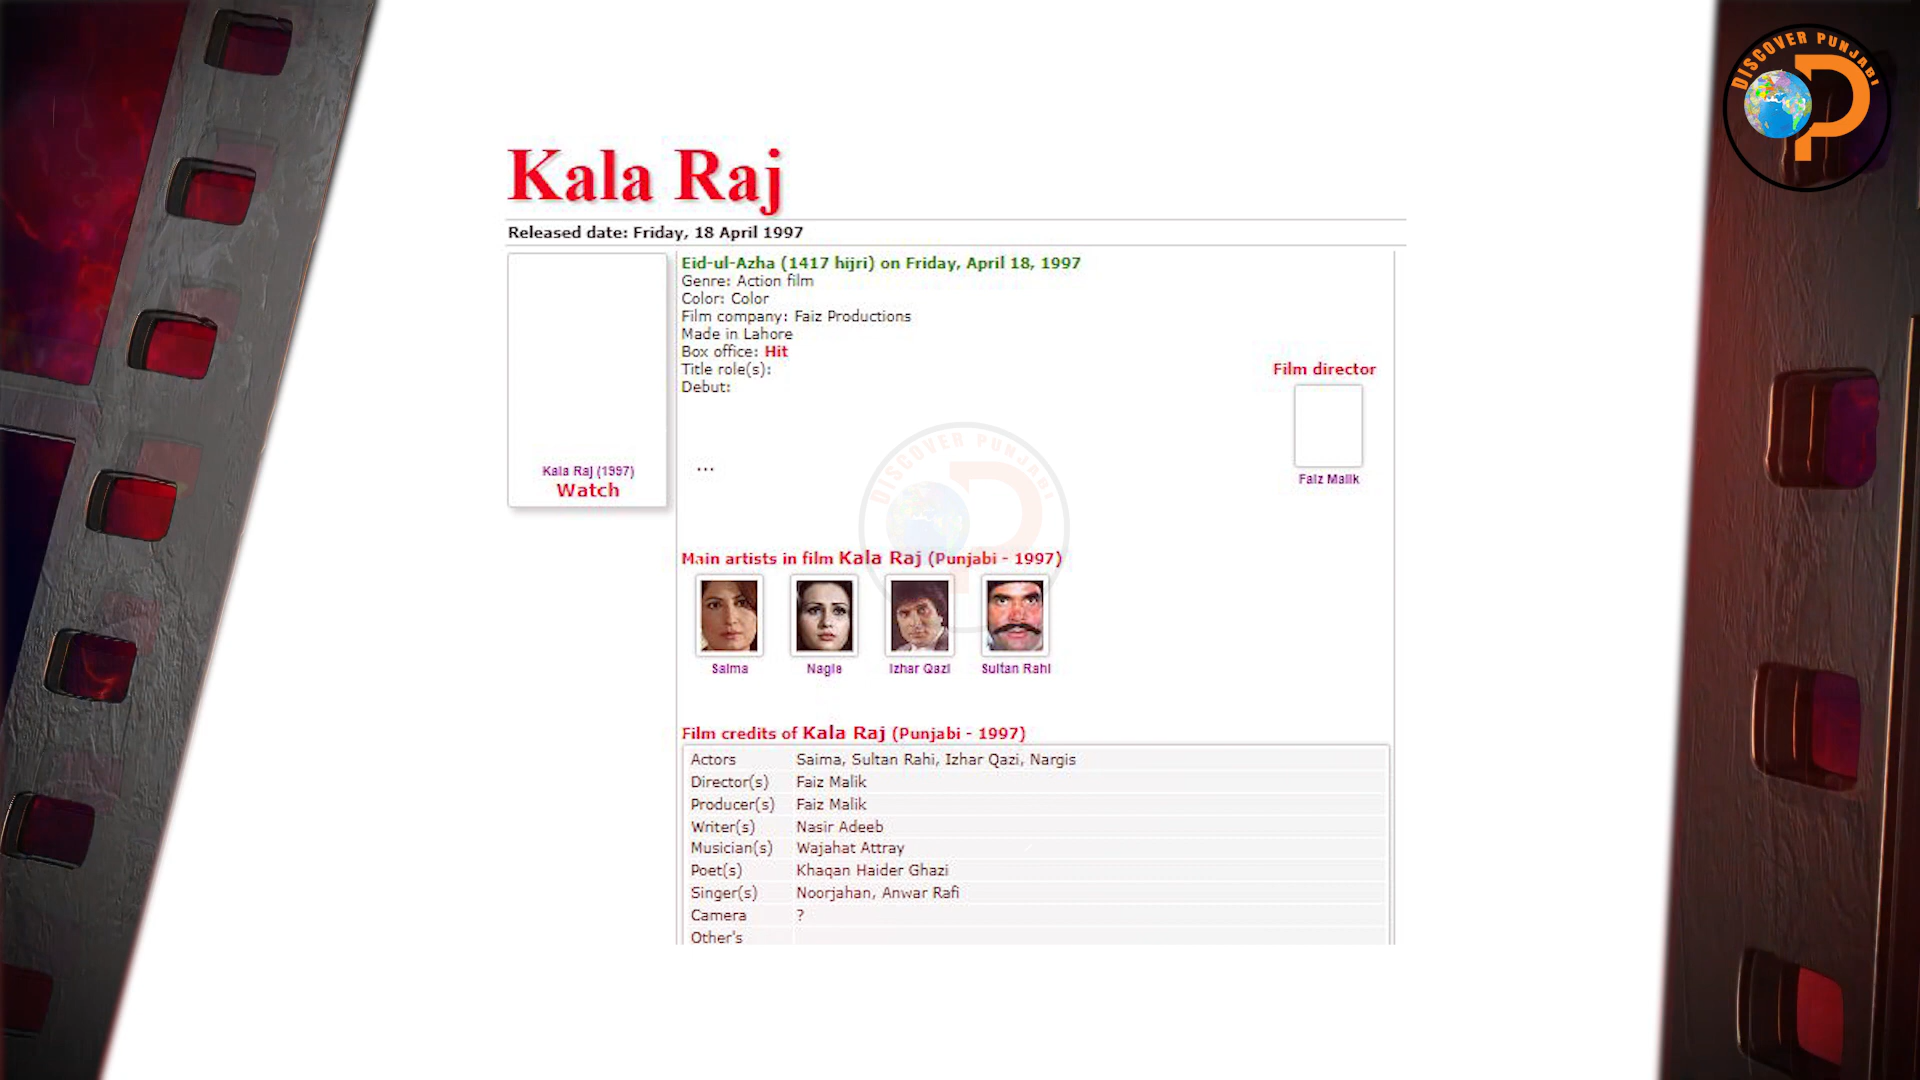 DISCOVER PUNJABI
Kala Raj
Released date: Friday, 18 April 1997
Eid-ul-Azha (1417 hijri) on Friday, April 18, 1997
Genre: Action film
Color: Color
Film company: Faiz Productions
Made in Lahore
Box office: Hit
Title role(s):
Debut:
Film director
Faiz Malik
Kala Raj (1997)
Watch
...
DISCOVER PUNJABI
Main artists in film Kala Raj (Punjabi - 1997)
Saima Nagie Izhar Qazi Sultan Rahi
Film credits of Kala Raj (Punjabi - 1997)
Actors Saima, Sultan Rahi, Izhar Qazi, Nargis
Director(s) Faiz Malik
Producer(s) Faiz Malik
Writer(s) Nasir Adeeb
Musician(s) Wajahat Attray
Poet(s) Khaqan Haider Ghazi
Singer(s) Noorjahan, Anwar Rafi
Camera ?
Other's